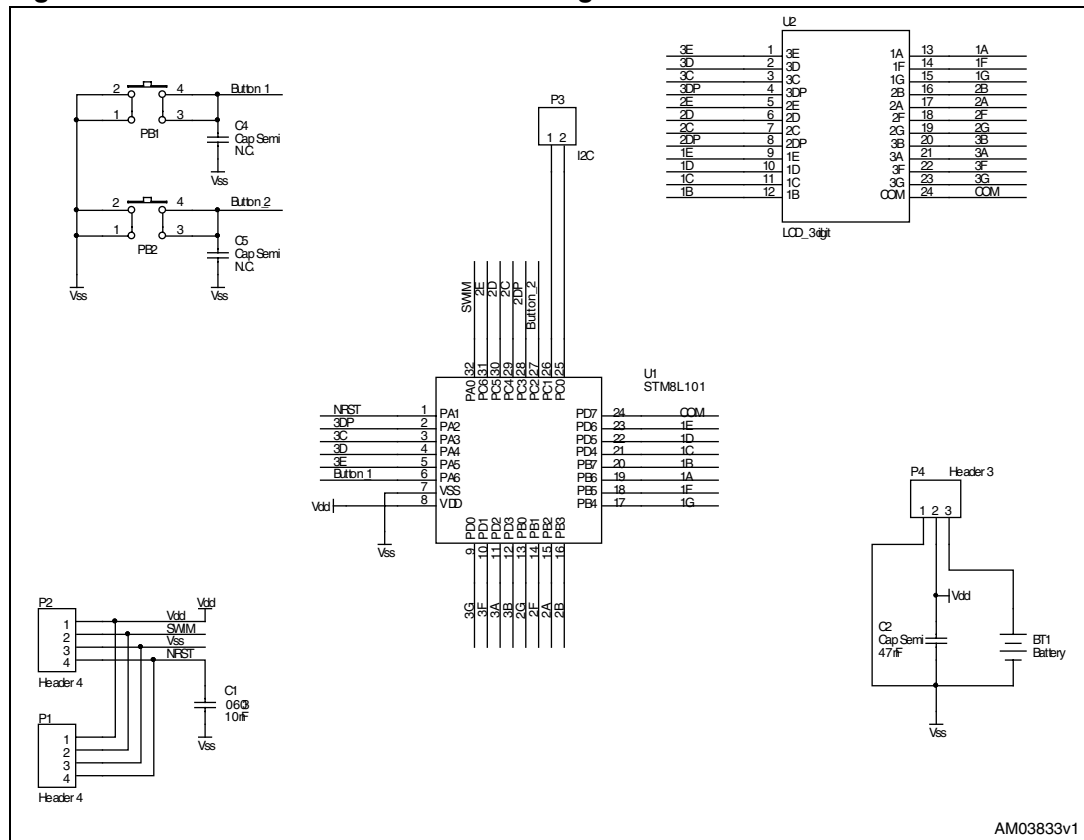 U2
3E 1 3E 1A 13 1A
3D 2 3D 1F 14 1F
3C 3 3C 1G 15 1G
3DP 4 3DP 2B 16 2B
2E 5 2E 2A 17 2A
2D 6 2D 2F 18 2F
2C 7 2C 2G 19 2G
2DP 8 2DP 3B 20 3B
1E 9 1E 3A 21 3A
1D 10 1D 3F 22 3F
1C 11 1C 3G 23 3G
1B 12 1B COM 24 COM
LCD_3digit
2 4 Button 1
1 3
PB1
C4
Cap Semi
N.C.
Vss
2 4 Button_2
1 3
PB2
C5
Cap Semi
N.C.
Vss
Vss
P3
1 2
I2C
SWIM 2E 2D 2C 2DP Button_2
32 31 30 29 28 27 26 25
PA0 PC6 PC5 PC4 PC3 PC2 PC1 PC0
U1
STM8L101
NRST 1 PA1 PD7 24 COM
3DP 2 PA2 PD6 23 1E
3C 3 PA3 PD5 22 1D
3D 4 PA4 PD4 21 1C
3E 5 PA5 PB7 20 1B
Button 1 6 PA6 PB6 19 1A
7 VSS PB5 18 1F
Vdd 8 VDD PB4 17 1G
Vss
PD0 PD1 PD2 PD3 PB0 PB1 PB2 PB3
9 10 11 12 13 14 15 16
3G 3F 3A 3B 2G 2F 2A 2B
P4 Header 3
1 2 3
Vdd
C2
Cap Semi
47nF
BT1
Battery
Vss
P2
Vdd
1 Vdd
2 SWIM
3 Vss
4 NRST
Header 4
C1
0603
10nF
Vss
P1
1
2
3
4
Header 4
AM03833v1